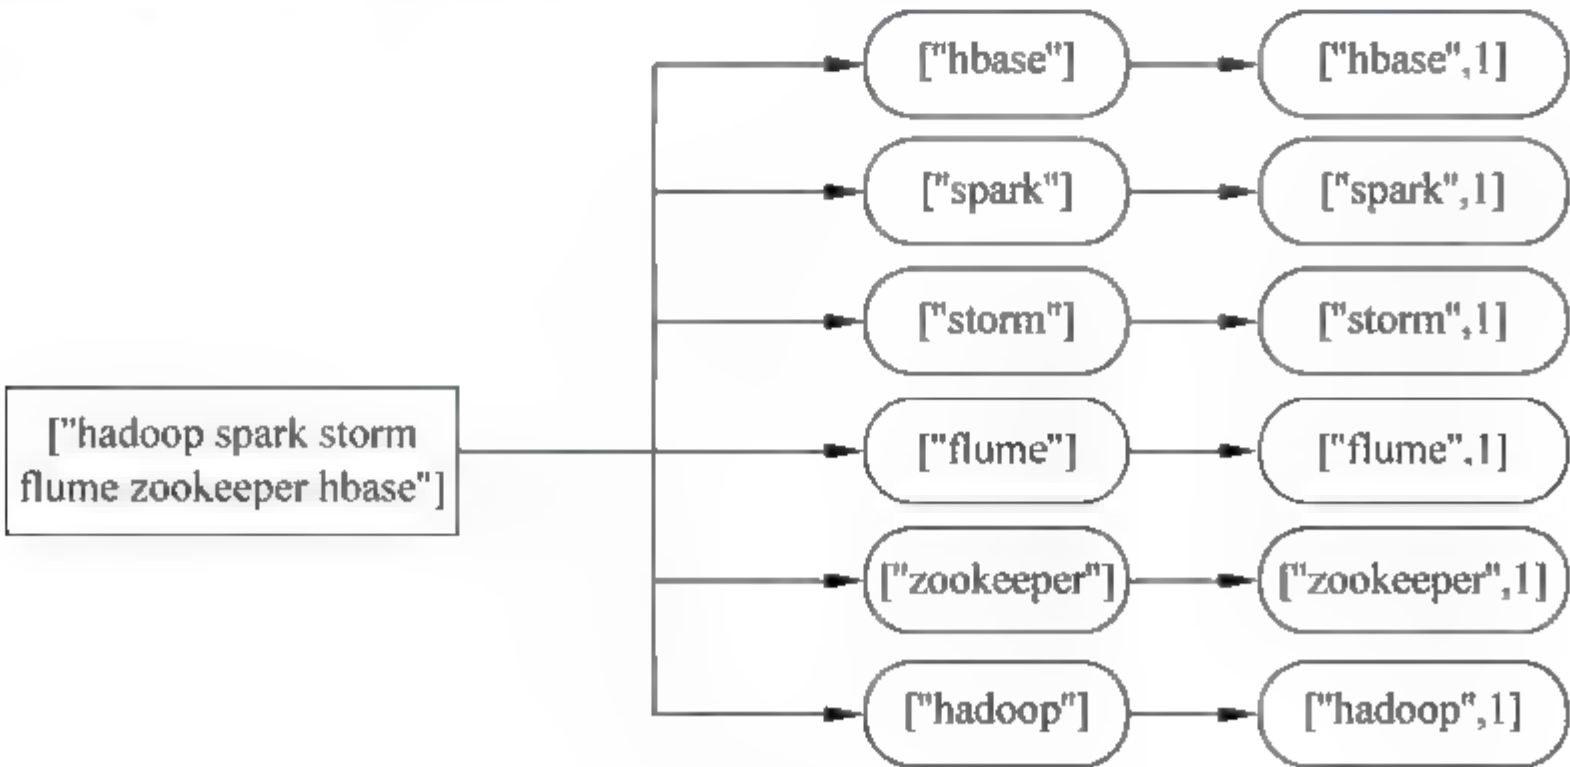 ["hbase"]
["hbase",1]
["spark"]
["spark",1]
["storm"]
["storm",1]
["hadoop spark storm
flume zookeeper hbase"]
["flume"]
["flume",1]
["zookeeper"]
["zookeeper",1]
["hadoop"]
["hadoop",1]